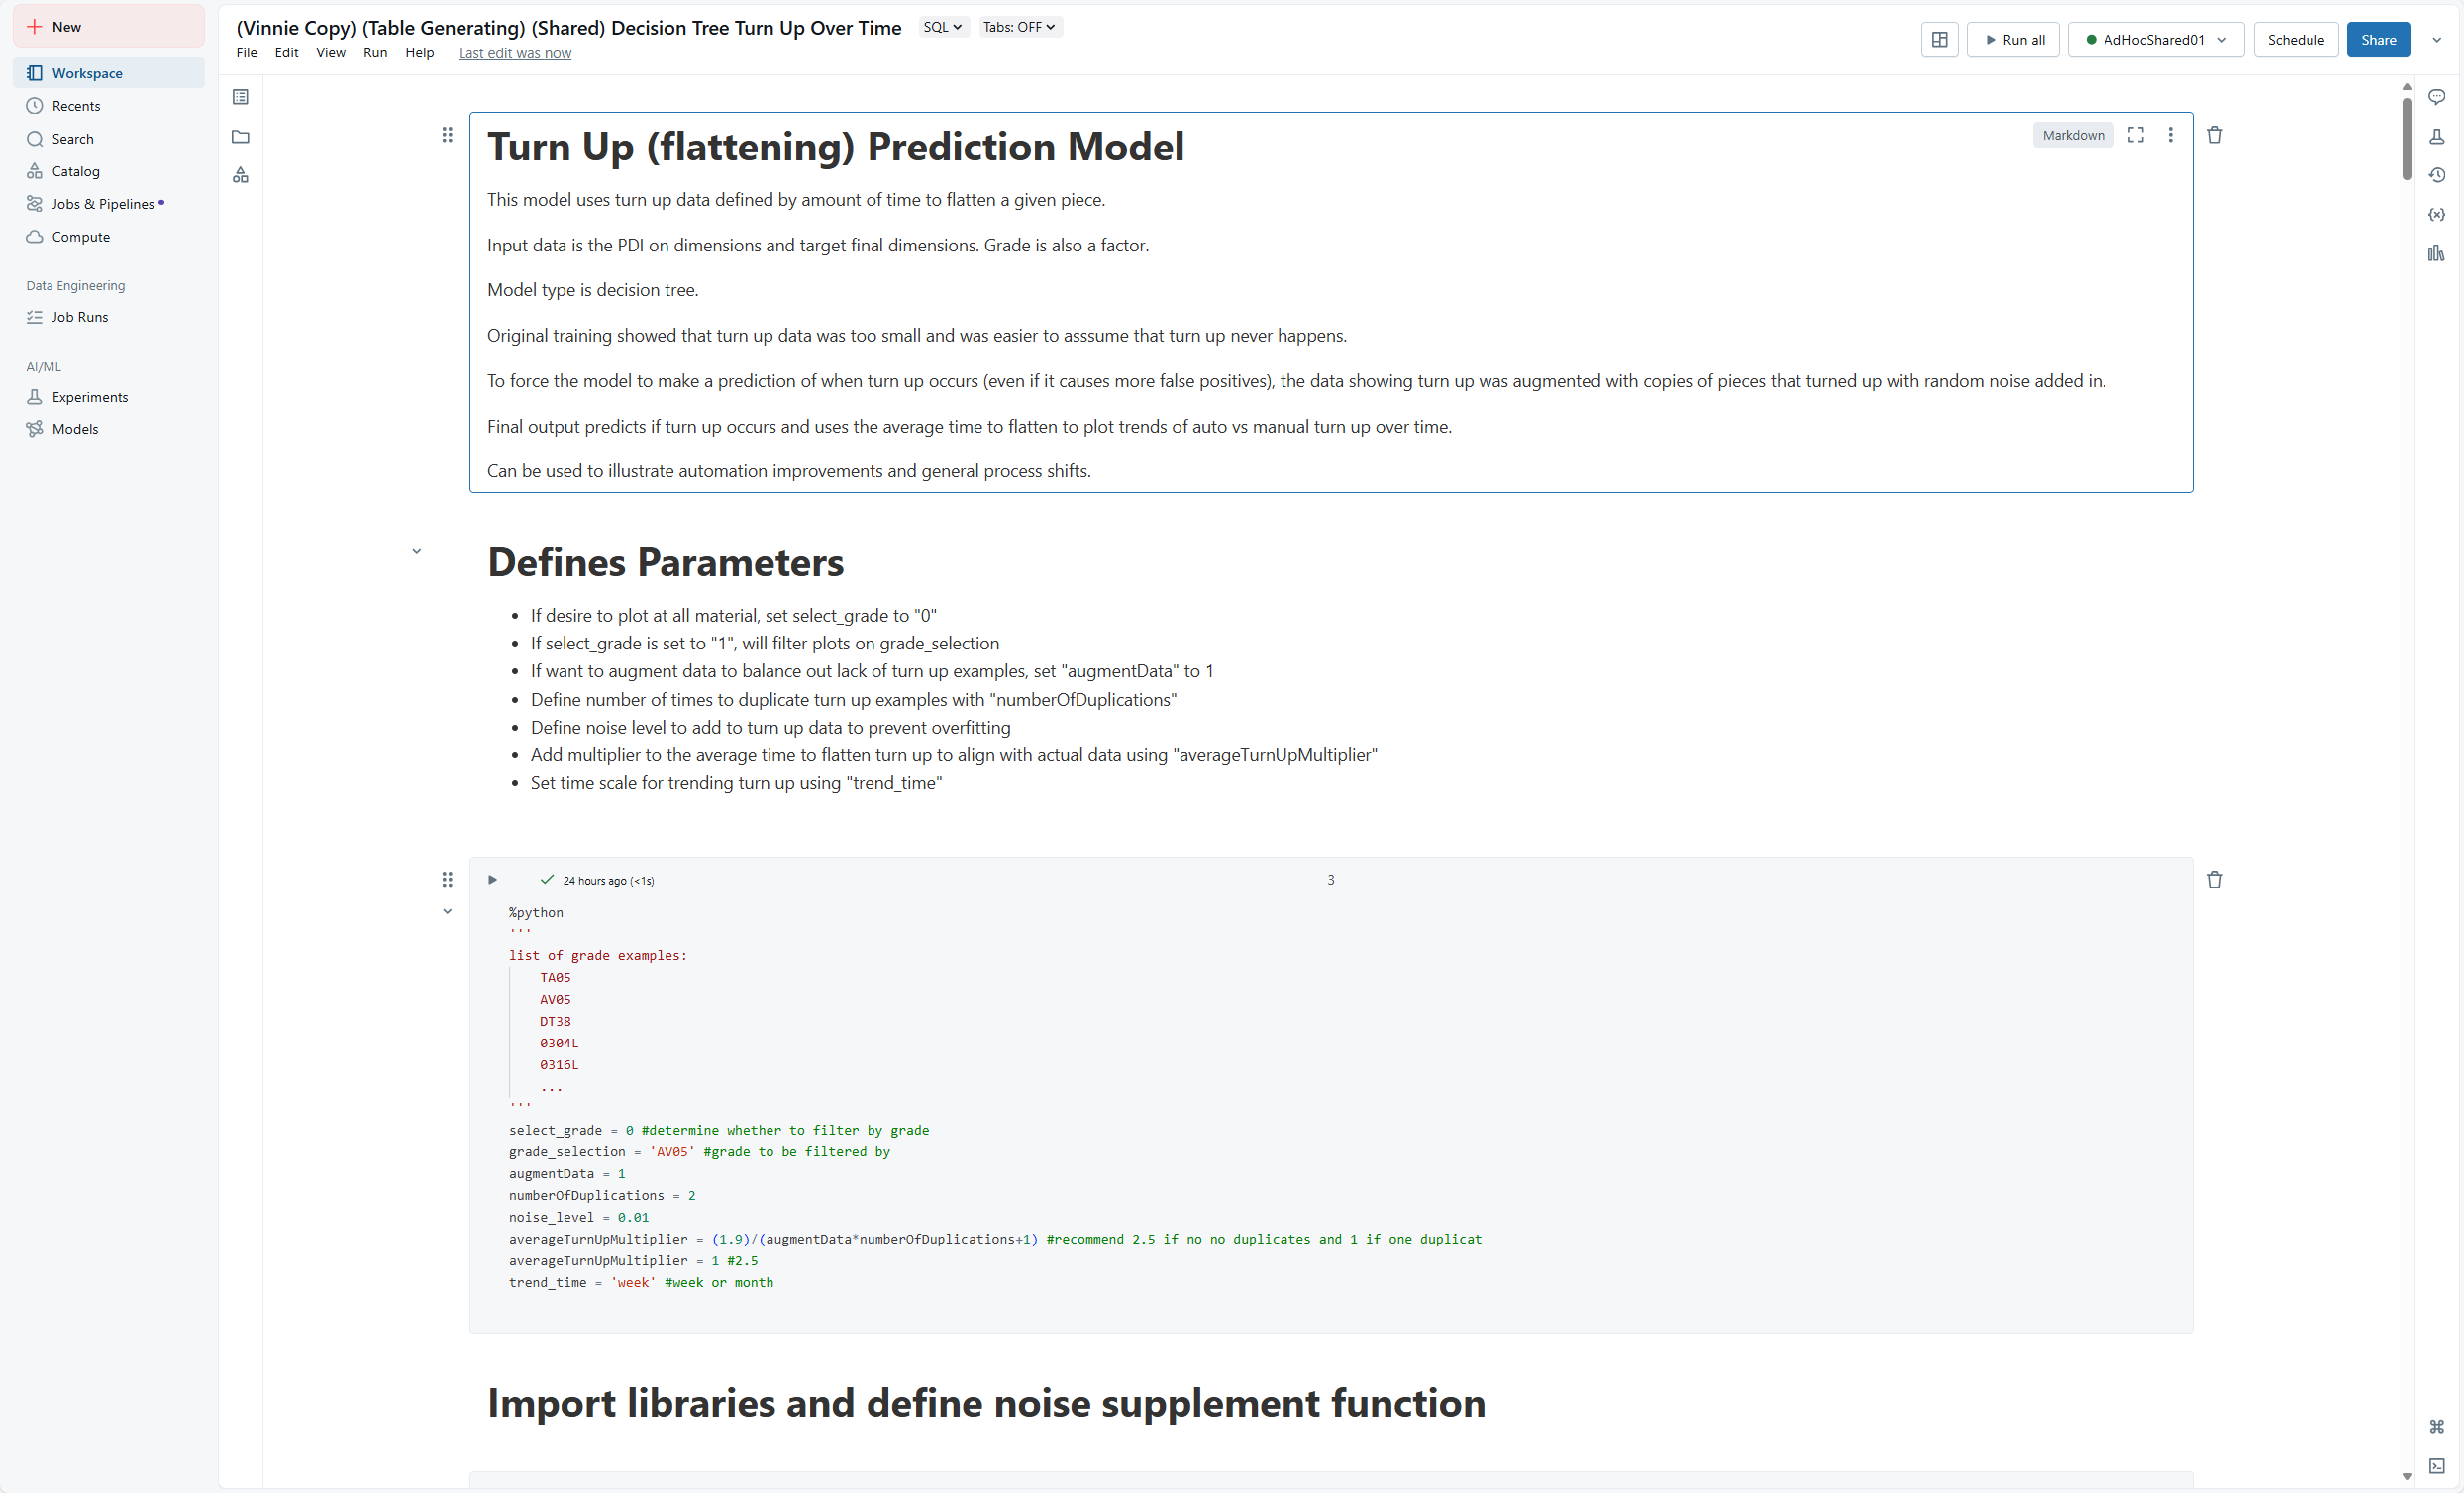 New
Workspace
Recents
Search
Catalog
Jobs & Pipelines
Compute
Data Engineering
Job Runs
AI/ML
Experiments
Models
(Vinnie Copy) (Table Generating) (Shared) Decision Tree Turn Up Over Time SQL Tabs: OFF
File Edit View Run Help Last edit was now
Run all AdHocShared01 Schedule Share
Turn Up (flattening) Prediction Model
Markdown
This model uses turn up data defined by amount of time to flatten a given piece.
Input data is the PDI on dimensions and target final dimensions. Grade is also a factor.
Model type is decision tree.
Original training showed that turn up data was too small and was easier to asssume that turn up never happens.
To force the model to make a prediction of when turn up occurs (even if it causes more false positives), the data showing turn up was augmented with copies of pieces that turned up with random noise added in.
Final output predicts if turn up occurs and uses the average time to flatten to plot trends of auto vs manual turn up over time.
Can be used to illustrate automation improvements and general process shifts.
Defines Parameters
• If desire to plot at all material, set select_grade to "0"
• If select_grade is set to "1", will filter plots on grade_selection
• If want to augment data to balance out lack of turn up examples, set "augmentData" to 1
• Define number of times to duplicate turn up examples with "numberOfDuplications"
• Define noise level to add to turn up data to prevent overfitting
• Add multiplier to the average time to flatten turn up to align with actual data using "averageTurnUpMultiplier"
• Set time scale for trending turn up using "trend_time"
24 hours ago (<1s) 3
%python
'''
list of grade examples:
TA05
AV05
DT38
0304L
0316L
...
'''
select_grade = 0 #determine whether to filter by grade
grade_selection = 'AV05' #grade to be filtered by
augmentData = 1
numberOfDuplications = 2
noise_level = 0.01
averageTurnUpMultiplier = (1.9)/(augmentData*numberOfDuplications+1) #recommend 2.5 if no no duplicates and 1 if one duplicat
averageTurnUpMultiplier = 1 #2.5
trend_time = 'week' #week or month
Import libraries and define noise supplement function